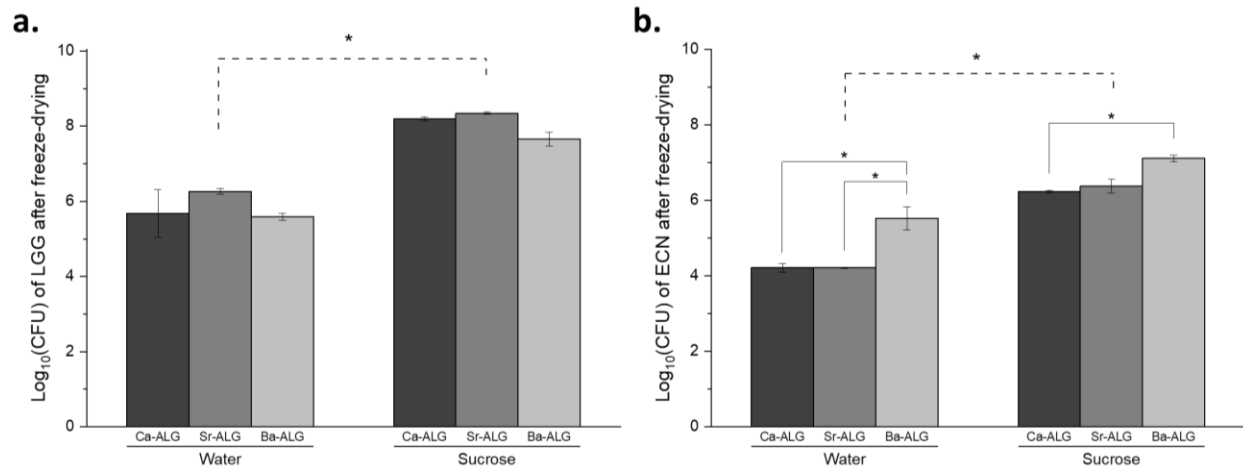 a.
*
Log₁₀(CFU) of LGG after freeze-drying
10
8
6
4
2
0
Ca-ALG Sr-ALG Ba-ALG
Water
Ca-ALG Sr-ALG Ba-ALG
Sucrose
b.
*
*
*
*
Log₁₀(CFU) of ECN after freeze-drying
10
8
6
4
2
0
Ca-ALG Sr-ALG Ba-ALG
Water
Ca-ALG Sr-ALG Ba-ALG
Sucrose